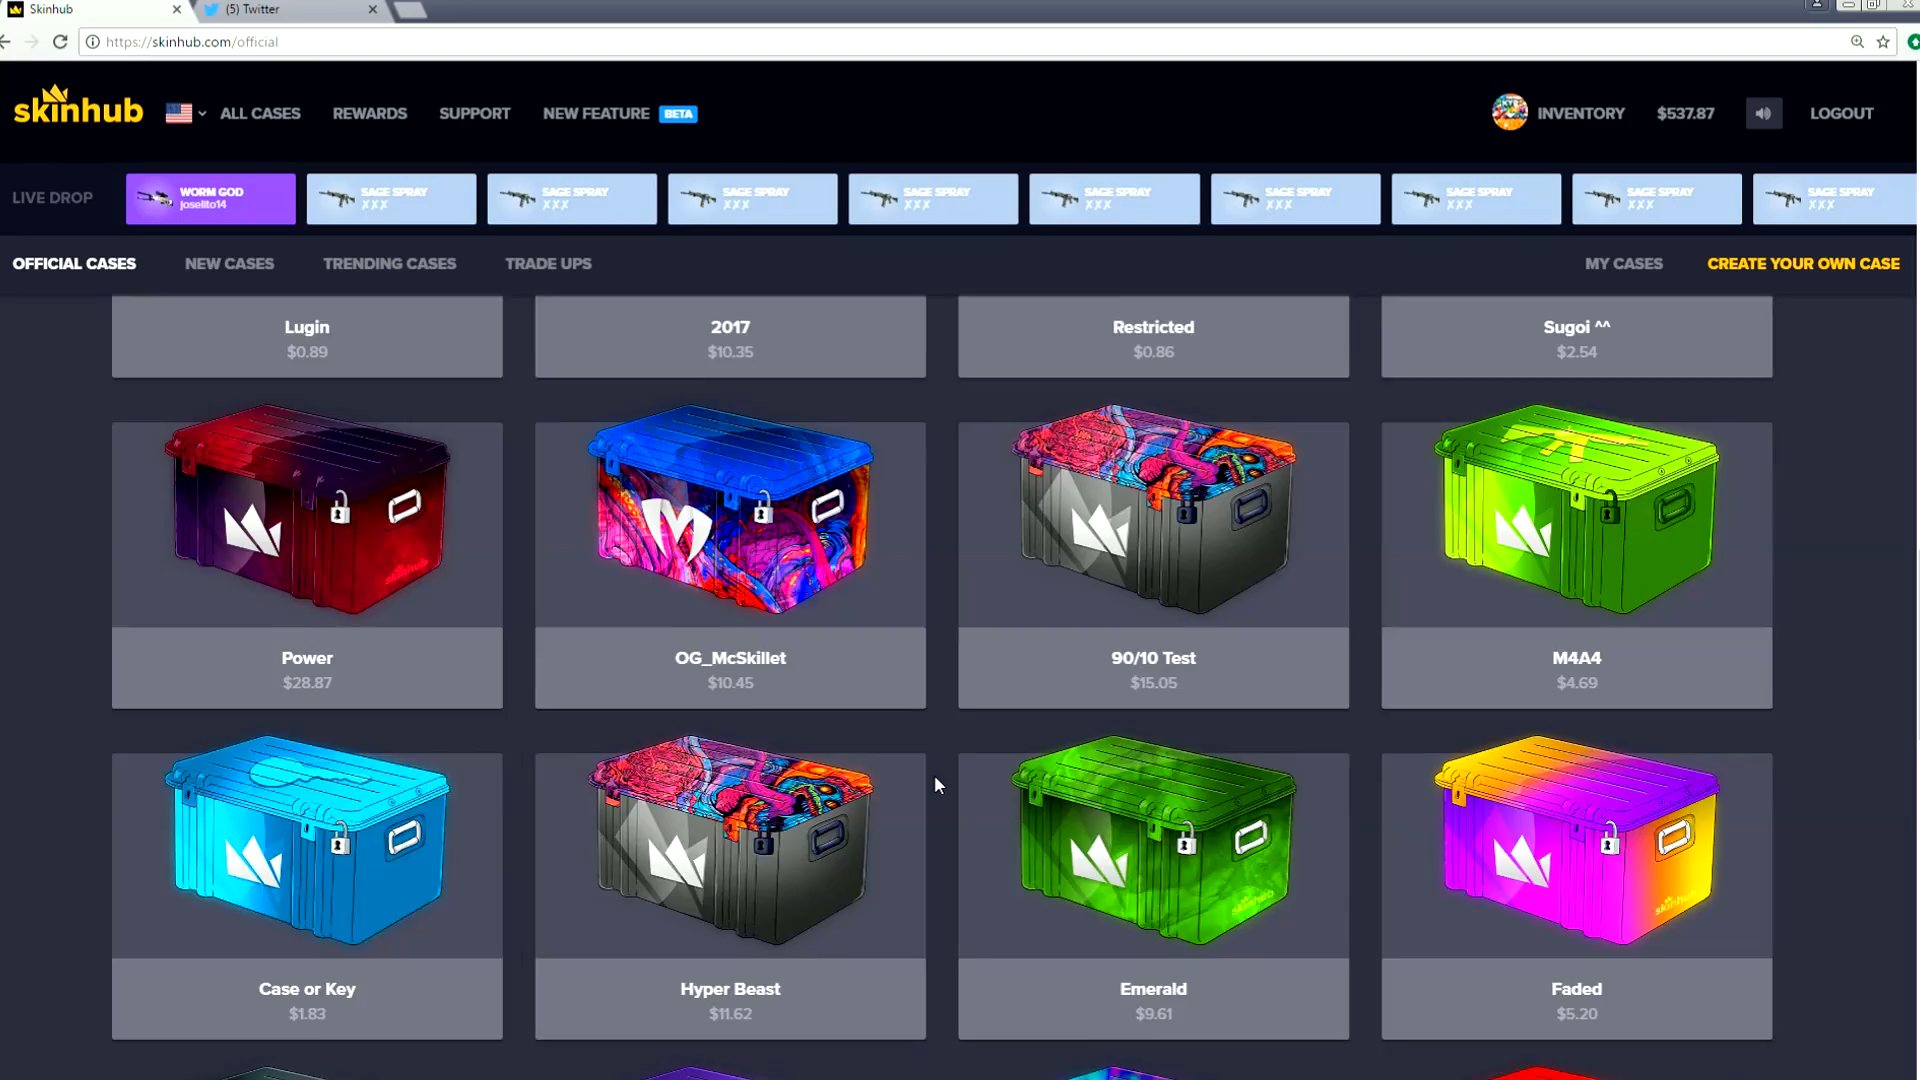 Skinhub
(5) Twitter
https://skinhub.com/official
skinhub
ALL CASES
REWARDS
SUPPORT
NEW FEATURE BETA
INVENTORY
$537.87
LOGOUT
LIVE DROP
WORM GOD
joselito14
SAGE SPRAY
✗✗✗
SAGE SPRAY
✗✗✗
SAGE SPRAY
✗✗✗
SAGE SPRAY
✗✗✗
SAGE SPRAY
✗✗✗
SAGE SPRAY
✗✗✗
SAGE SPRAY
✗✗✗
SAGE SPRAY
✗✗✗
SAGE SPRAY
✗✗✗
OFFICIAL CASES
NEW CASES
TRENDING CASES
TRADE UPS
MY CASES
CREATE YOUR OWN CASE
Lugin
$0.89
2017
$10.35
Restricted
$0.86
Sugoi ^^
$2.54
skinhub
Power
$28.87
OG_McSkillet
$10.45
90/10 Test
$15.05
M4A4
$4.69
skinhub
skinhub
Case or Key
$1.83
Hyper Beast
$11.62
Emerald
$9.61
Faded
$5.20